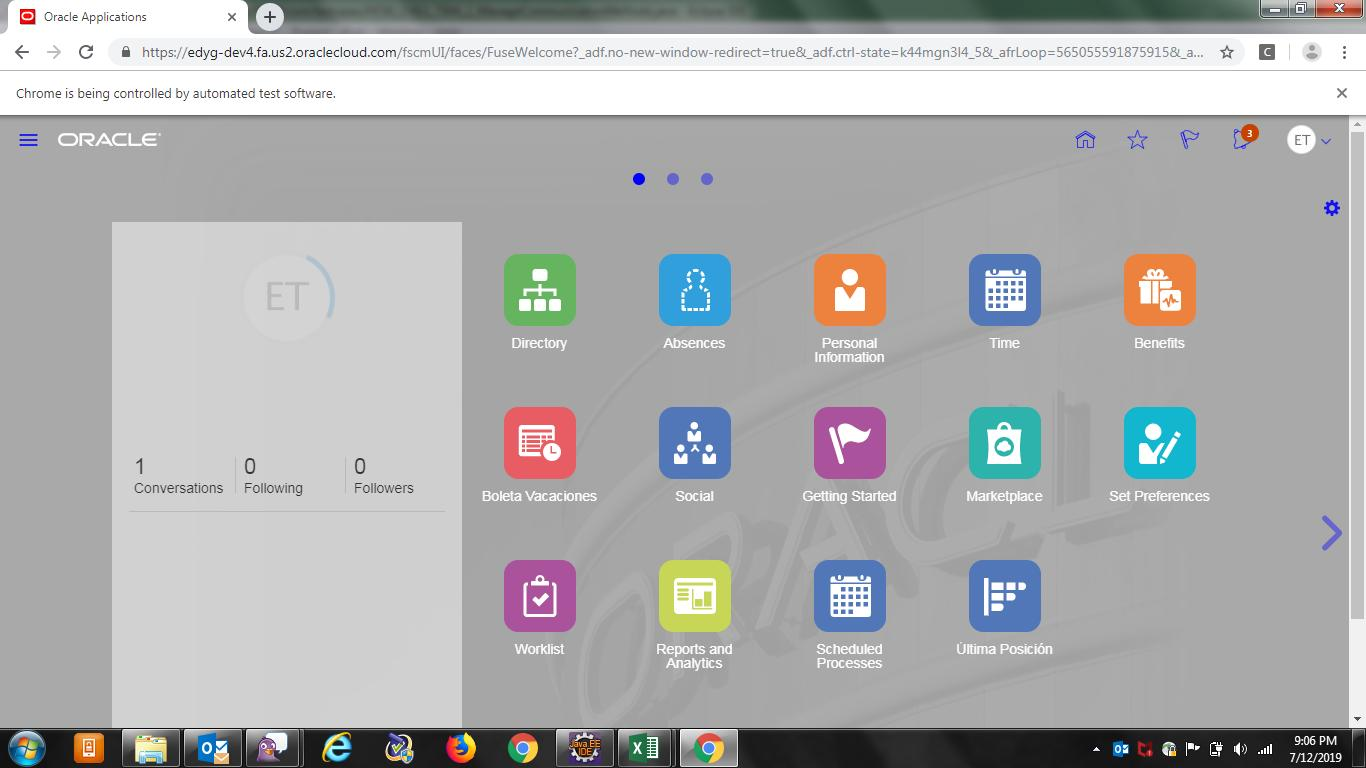 Oracle Applications
https://edyg-dev4.fa.us2.oraclecloud.com/fscmUI/faces/FuseWelcome?_adf.no-new-window-redirect=true&_adf.ctrl-state=k44mgn3l4_5&_afrLoop=565055591875915&_a...
C
Chrome is being controlled by automated test software.
ORACLE
3
ET
ET
Directory
Absences
Personal
Information
Time
Benefits
1
Conversations
0
Following
0
Followers
Boleta Vacaciones
Social
Getting Started
Marketplace
Set Preferences
Worklist
Reports and
Analytics
Scheduled
Processes
Última Posición
Java EE
IDE
9:06 PM
7/12/2019